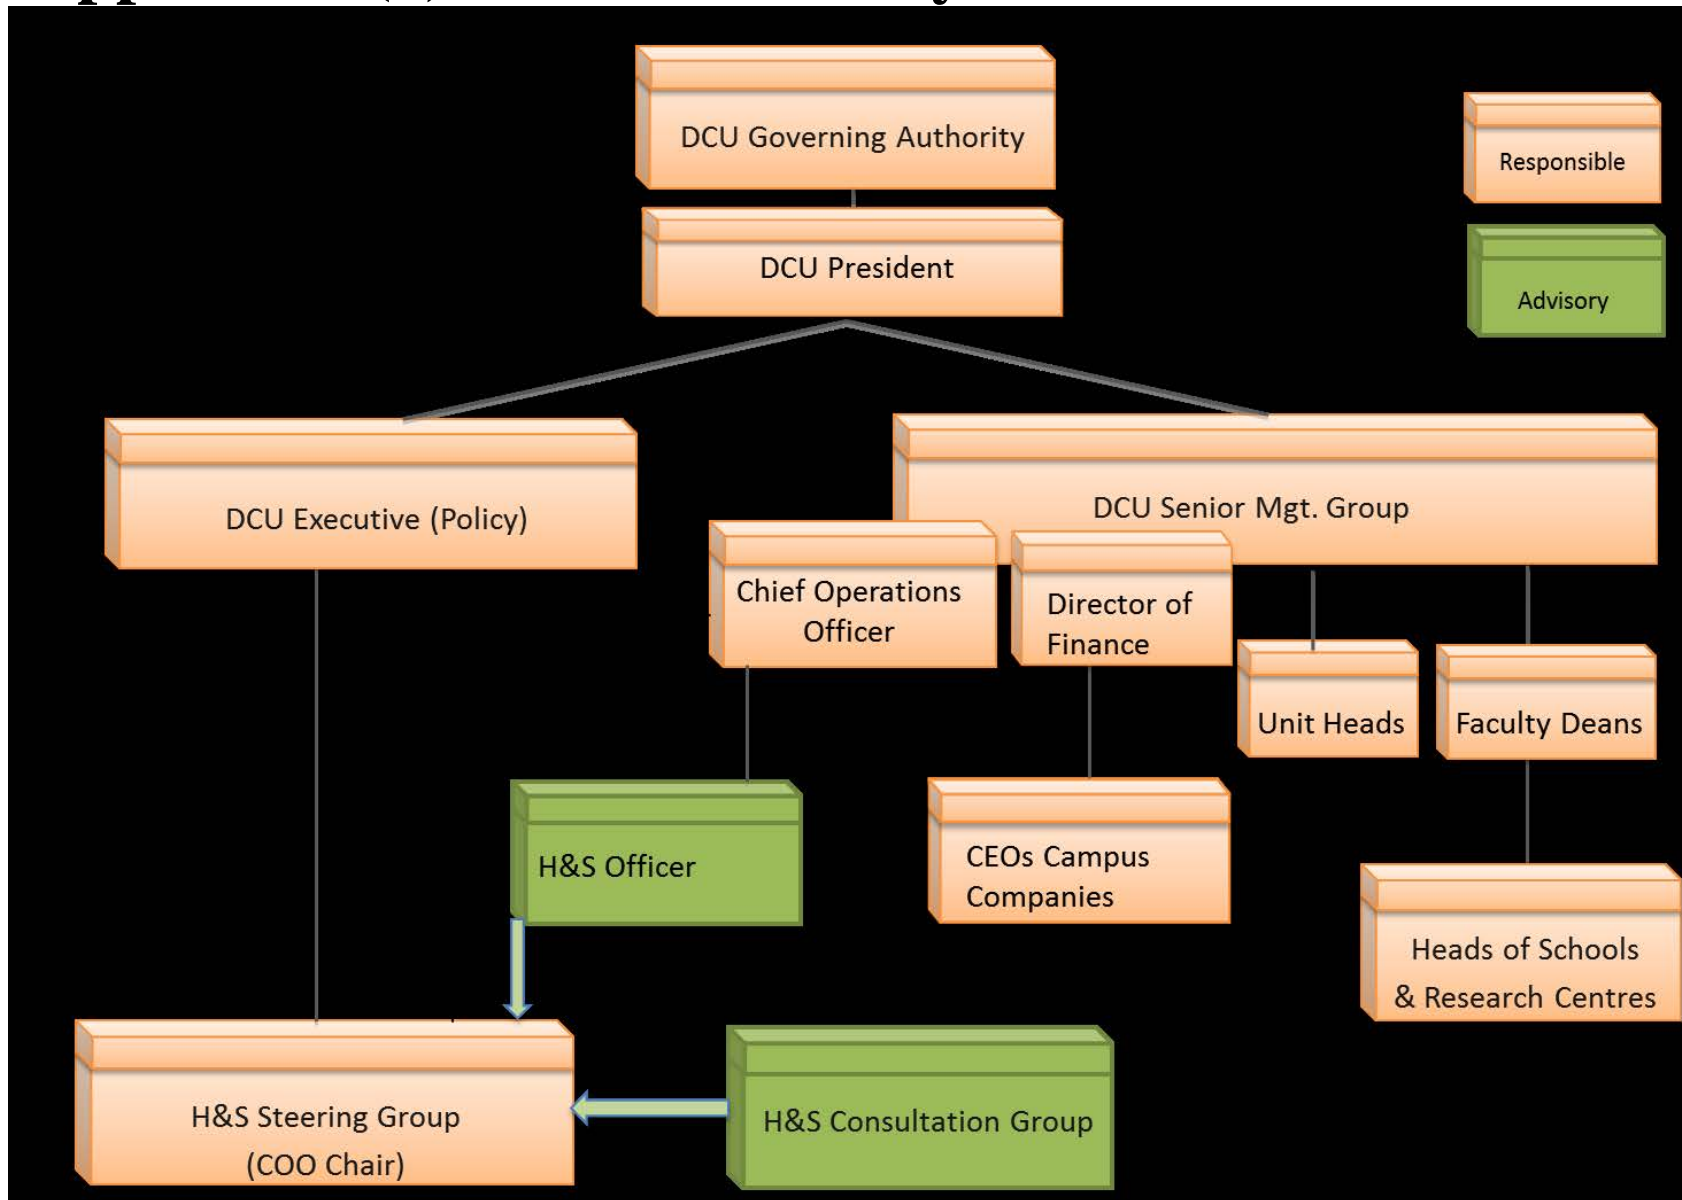 DCU Governing Authority
Responsible
DCU President
Advisory
DCU Executive (Policy)
DCU Senior Mgt. Group
Chief Operations
Officer
Director of
Finance
Unit Heads
Faculty Deans
H&S Officer
CEOs Campus
Companies
Heads of Schools
& Research Centres
H&S Steering Group
(COO Chair)
H&S Consultation Group